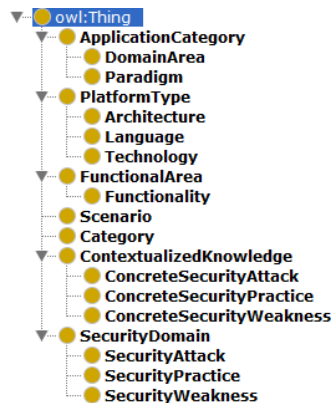 owl:Thing
ApplicationCategory
DomainArea
Paradigm
PlatformType
Architecture
Language
Technology
FunctionalArea
Functionality
Scenario
Category
ContextualizedKnowledge
ConcreteSecurityAttack
ConcreteSecurityPractice
ConcreteSecurityWeakness
SecurityDomain
SecurityAttack
SecurityPractice
SecurityWeakness